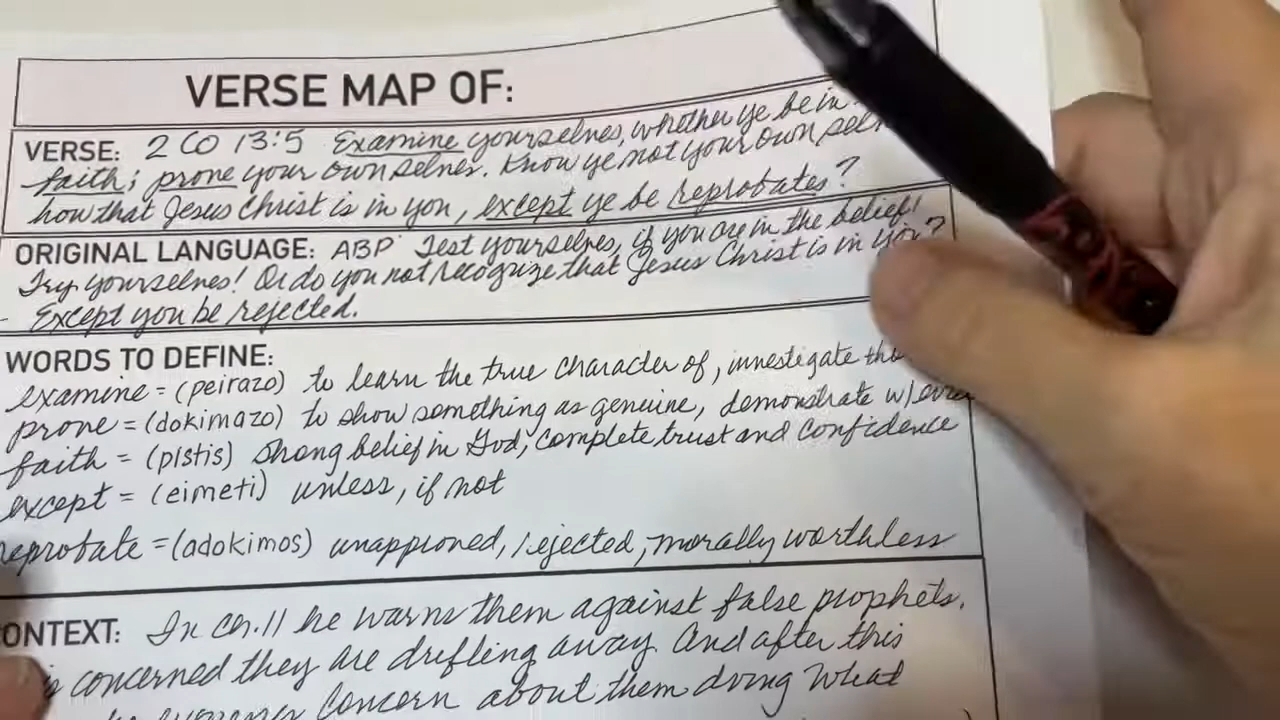 VERSE MAP OF:
VERSE: 2 CO 13:5 Examine yourselves, whether ye be in
faith; prove your own selves. Know ye not your own
how that Jesus Christ is in you, except ye be reprobates?
ORIGINAL LANGUAGE: ABP Test yourselves, if you are in the belief!
Try yourselves! Or do you not recognize that Jesus Christ is in you?
Except you be rejected.
WORDS TO DEFINE:
examine = (peirazo) to learn the true character of, investigate
prove = (dokimazo) to show something as genuine, demonstrate w/
faith = (pistis) strong belief in God, complete trust and confidence
except = (eimeti) unless, if not
reprobate = (adokimos) unapproved, rejected, morally worthless
CONTEXT: In ch. 11 he warns them against false prophets.
concerned they are drifting away. And after this
concern about them doing what